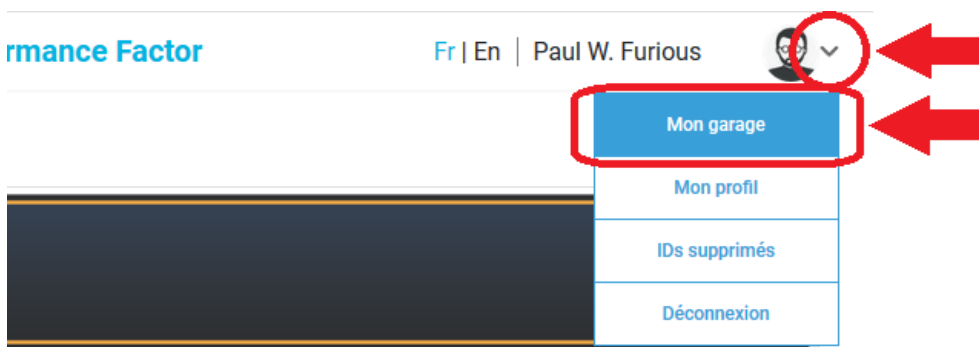 rmance Factor
Fr | En | Paul W. Furious
Mon garage
Mon profil
IDs supprimés
Déconnexion